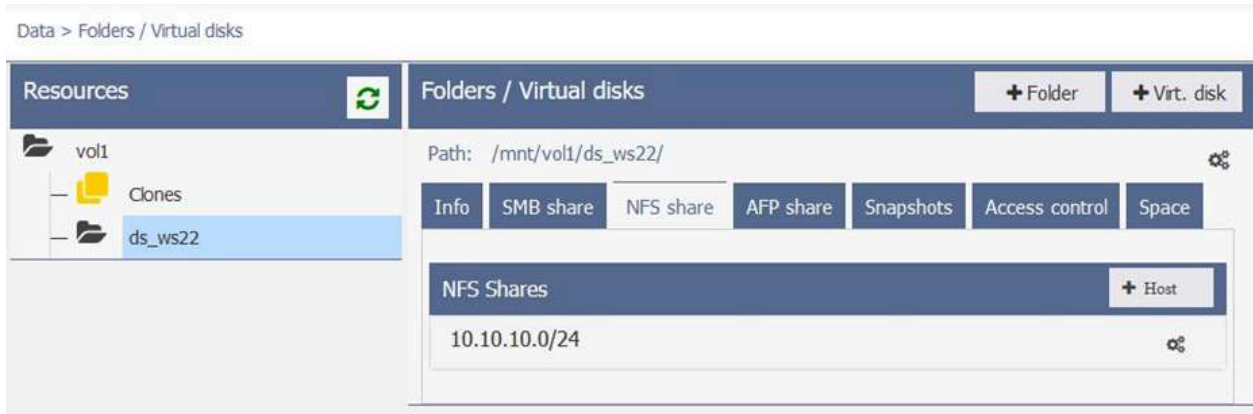 Data > Folders / Virtual disks
Resources
vol1
Clones
ds_ws22
Folders / Virtual disks
+ Folder
+ Virt. disk
Path: /mnt/vol1/ds_ws22/
Info SMB share NFS share AFP share Snapshots Access control Space
NFS Shares
+ Host
10.10.10.0/24